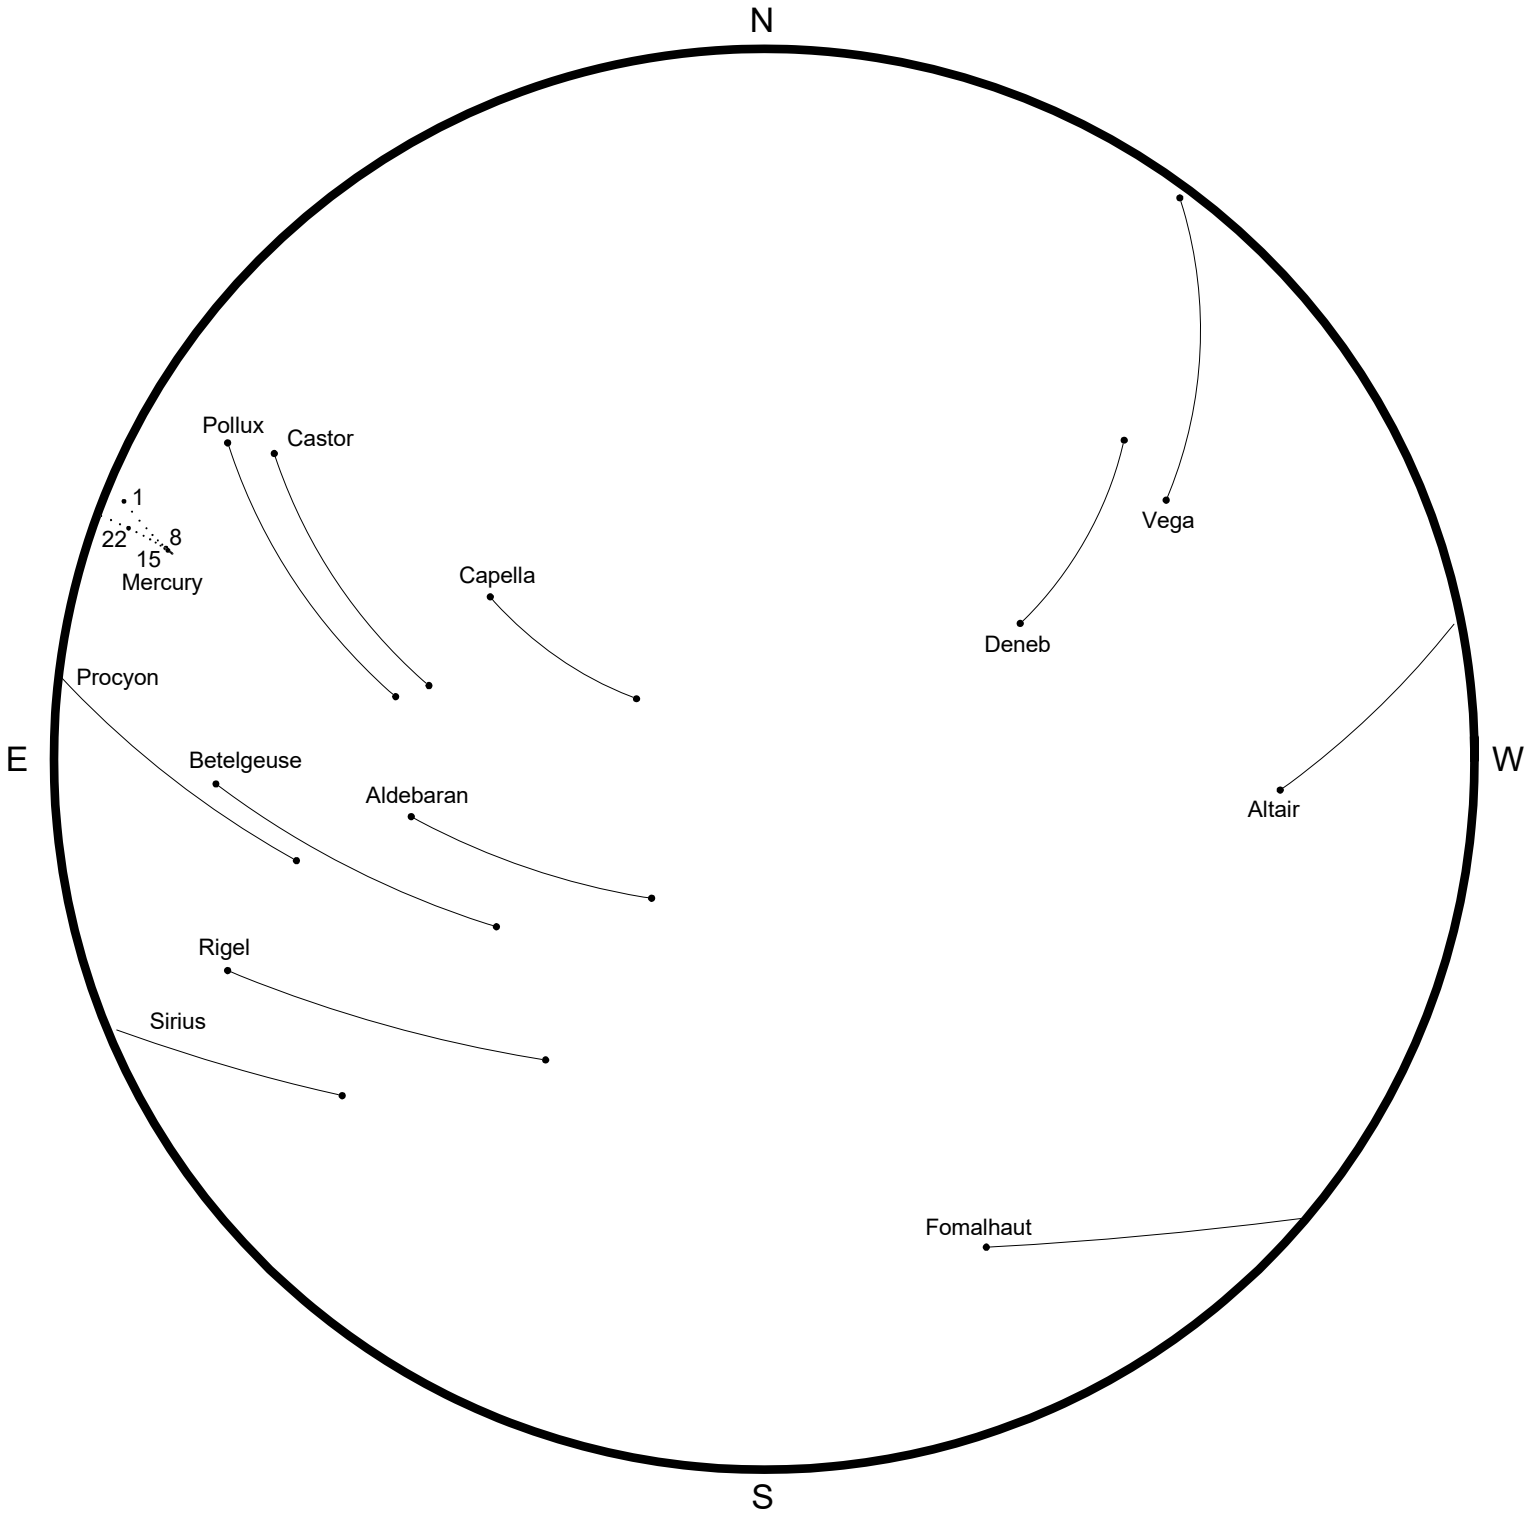 N
Pollux
Castor
1
22
8
15
Mercury
Capella
Vega
Deneb
Procyon
E
Betelgeuse
W
Aldebaran
Altair
Rigel
Sirius
Fomalhaut
S